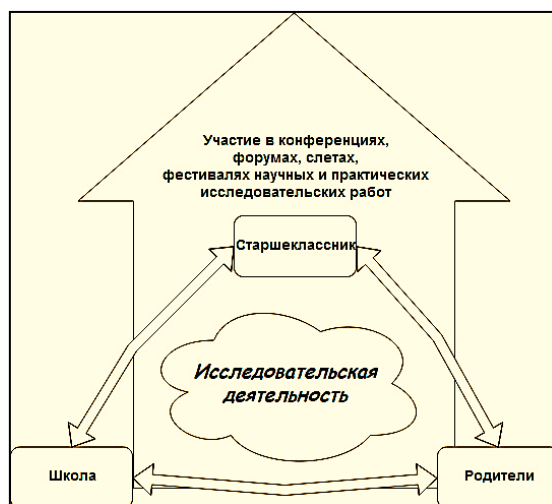 Участие в конференциях,
форумах, слетах,
фестивалях научных и практических
исследовательских работ
Старшеклассник
Исследовательская
деятельность
Школа
Родители